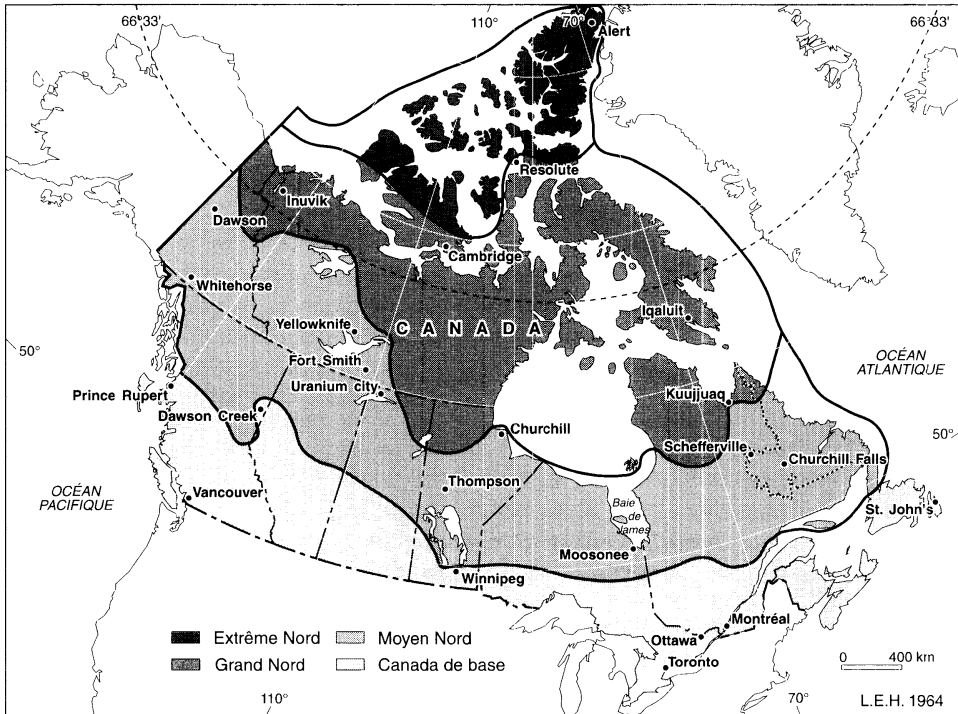 66°33'
110°
70°
66°33'
Alert
Resolute
Inuvik
Dawson
Cambridge
Whitehorse
Iqaluit
Yellowknife
CANADA
50°
Fort Smith
OCÉAN
ATLANTIQUE
Uranium city
Prince Rupert
Kuujjuaq
Dawson Creek
Churchill
50°
Schefferville
Churchill Falls
Thompson
OCÉAN
PACIFIQUE
Vancouver
Baie
de
James
St. John's
Moosonee
Winnipeg
Montréal
Ottawa
Toronto
Extrême Nord
Moyen Nord
Grand Nord
Canada de base
0 400 km
110°
70°
L.E.H. 1964